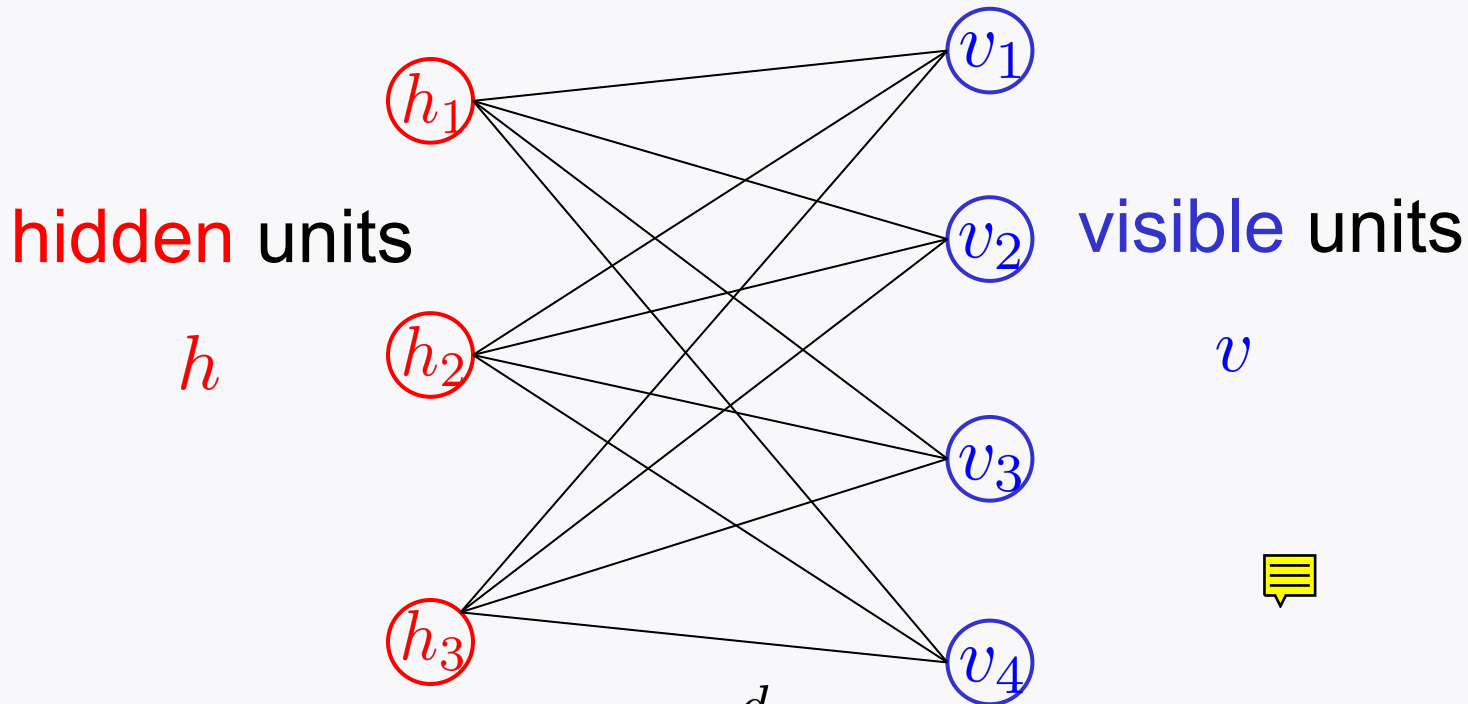 h₁
h₂
h₃
hidden units
h
v₁
v₂
v₃
v₄
visible units
v
d